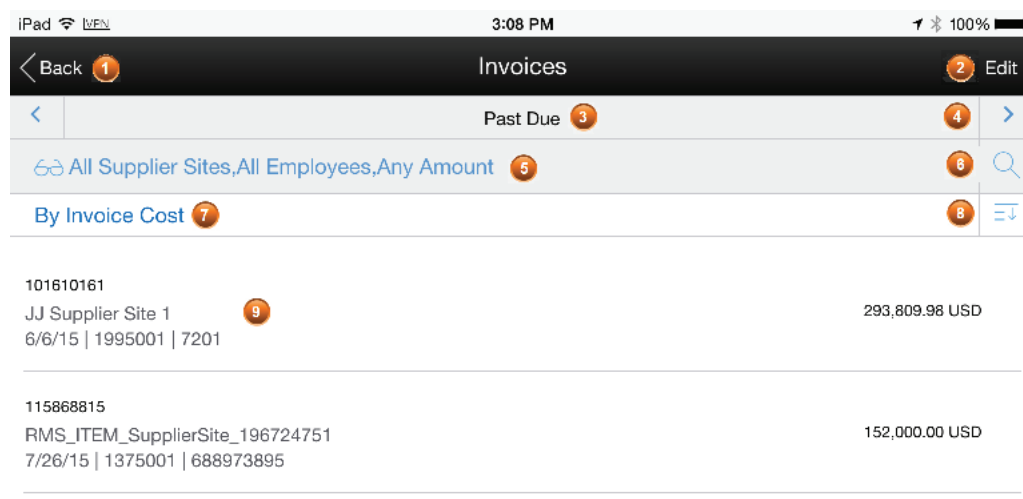 iPad VPN 3:08 PM 100%
Back 1 Invoices 2 Edit
Past Due 3 4
All Supplier Sites,All Employees,Any Amount 5 6
By Invoice Cost 7 8
101610161
JJ Supplier Site 1 9 293,809.98 USD
6/6/15 | 1995001 | 7201
115868815
RMS_ITEM_SupplierSite_196724751 152,000.00 USD
7/26/15 | 1375001 | 688973895